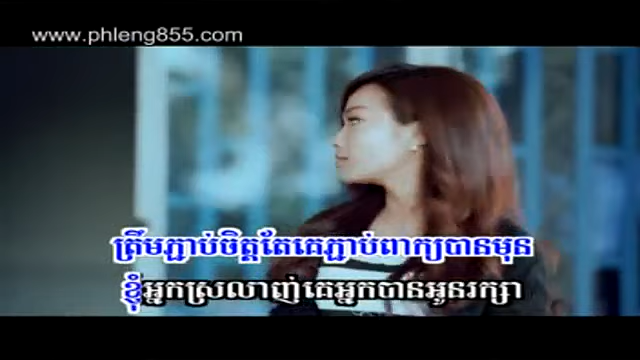 www.phleng855.com
ត្រឹមភ្ជាប់ចិត្តតែគេភ្ជាប់ពាក្យបានមុន
ខ្ញុំអ្នកស្រលាញ់គេអ្នកបានអូនរក្សា